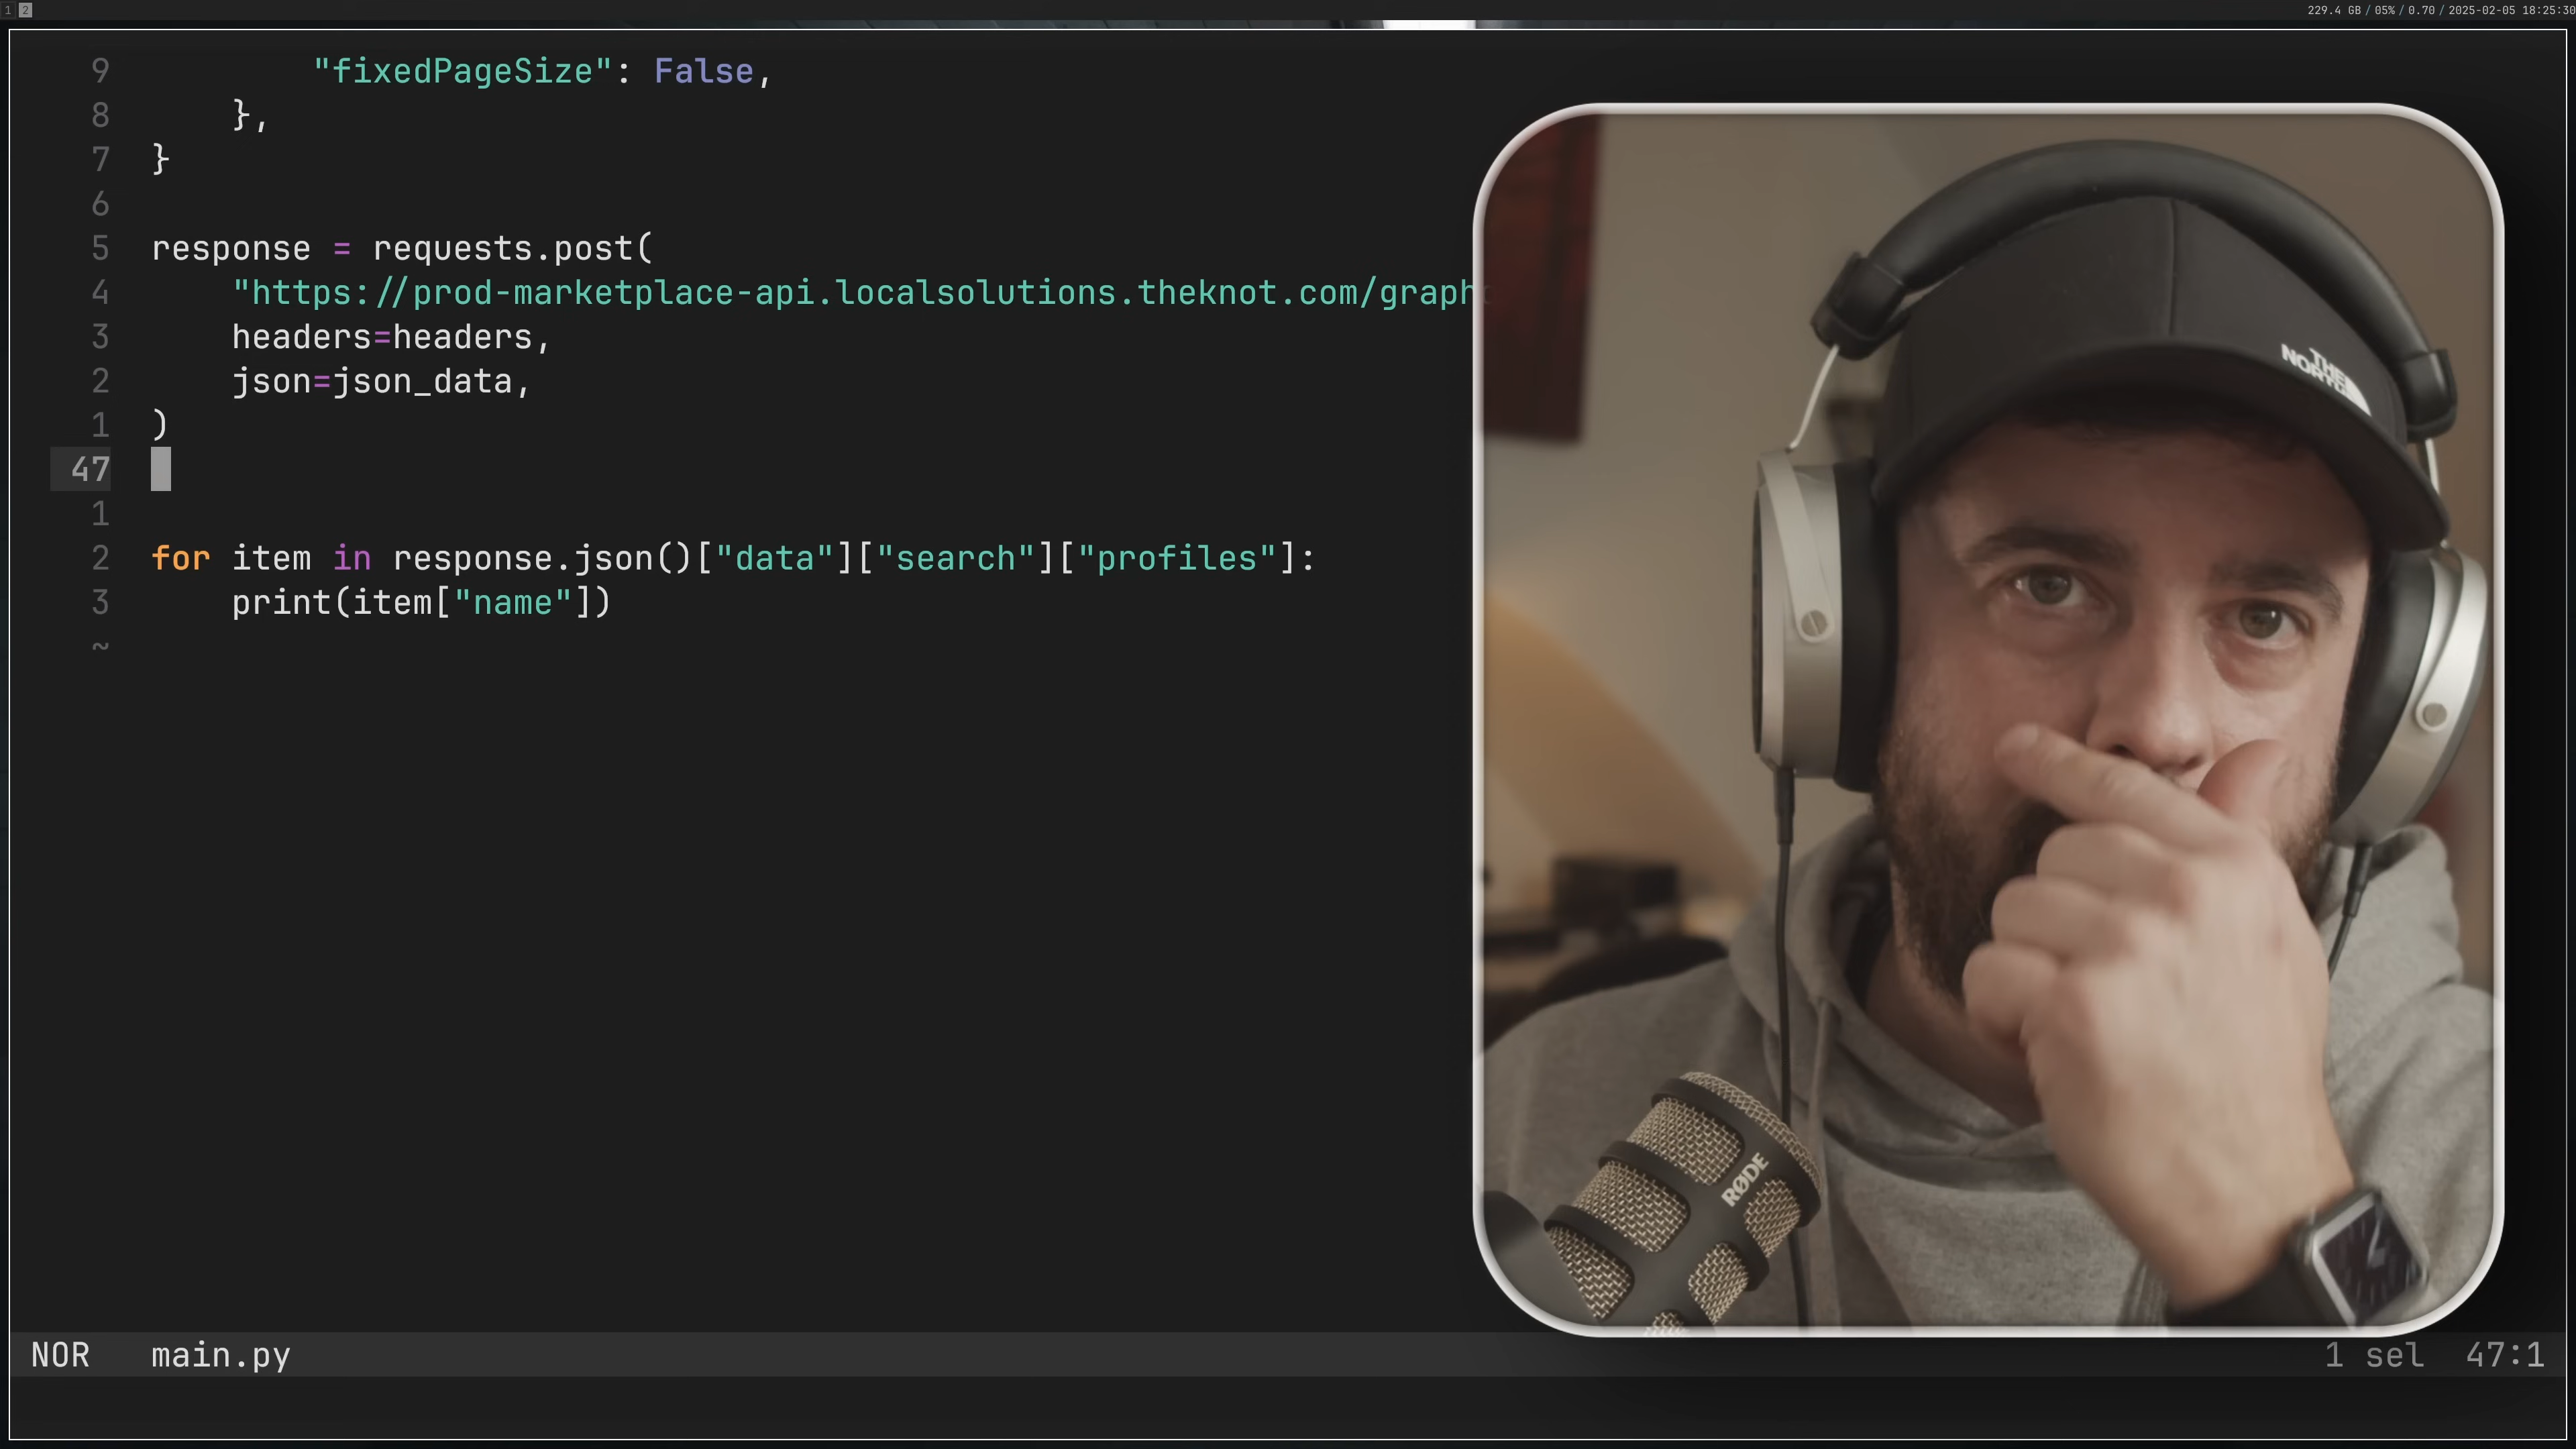 1 2
229.4 GB / 05% / 0.70 / 2025-02-05 18:25:30
9 "fixedPageSize": False,
8 },
7 }
6
5 response = requests.post(
4 "https://prod-marketplace-api.localsolutions.theknot.com/graph
3 headers=headers,
2 json=json_data,
1 )
47
1
2 for item in response.json()["data"]["search"]["profiles"]:
3 print(item["name"])
~
THE
NORTH
RØDE
NOR main.py 1 sel 47:1